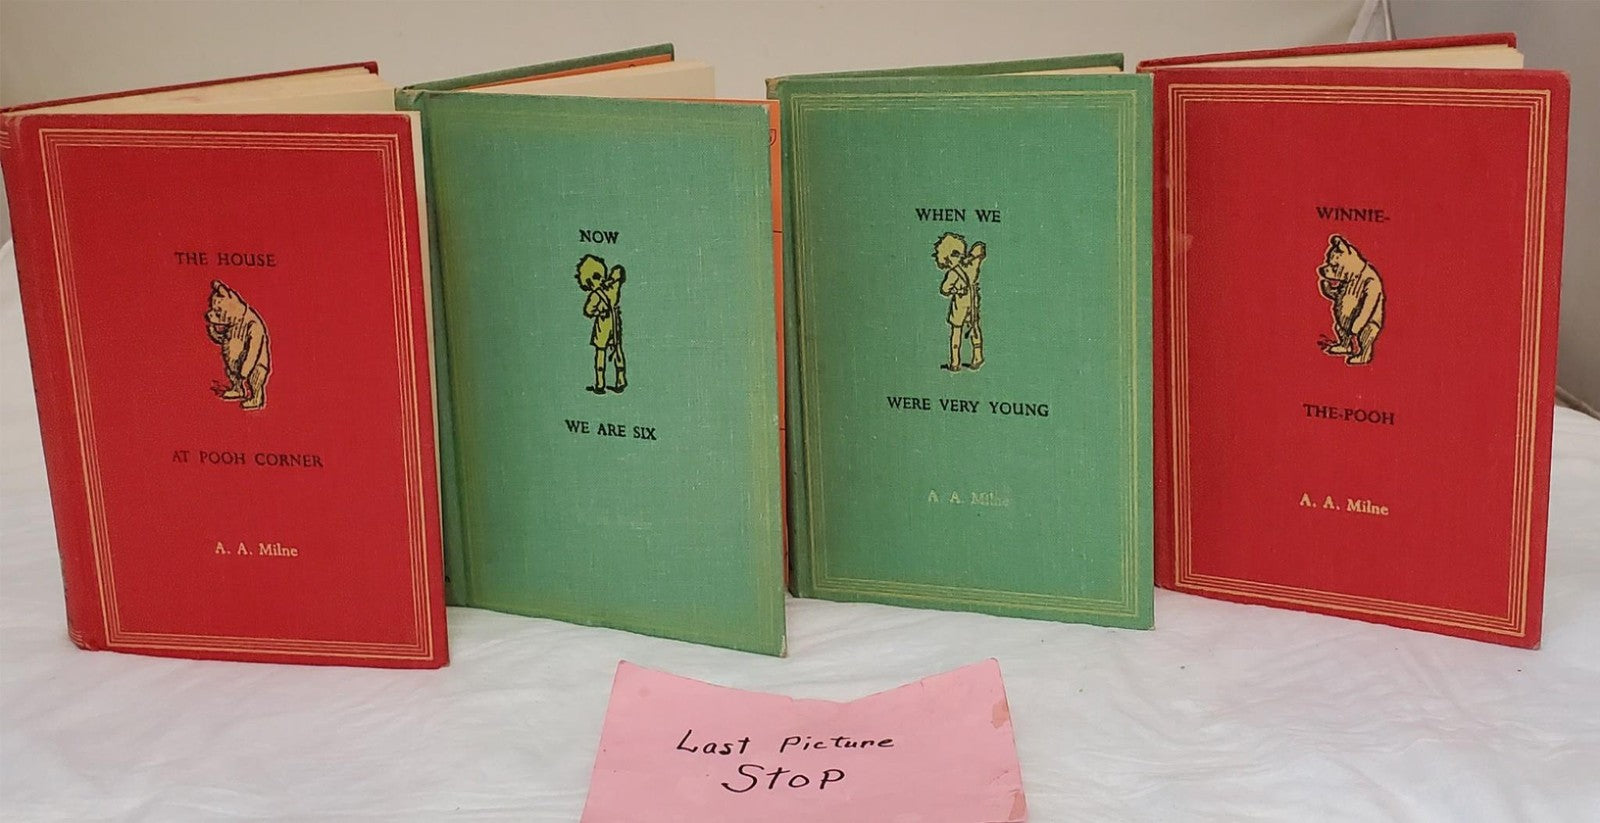 THE HOUSE
AT POOH CORNER
A. A. Milne
NOW
WE ARE SIX
WHEN WE
WERE VERY YOUNG
A. A. Milne
WINNIE-
THE-POOH
A. A. Milne
Last Picture
Stop